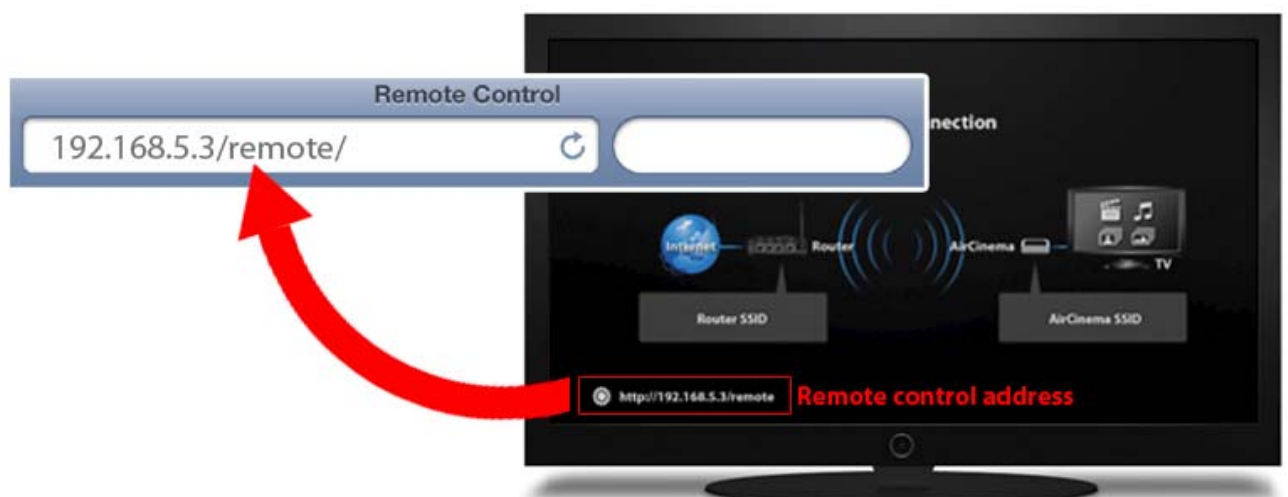 Remote Control
192.168.5.3/remote/
nection
Internet
Router
AirCinema
TV
Router SSID
AirCinema SSID
http://192.168.5.3/remote
Remote control address